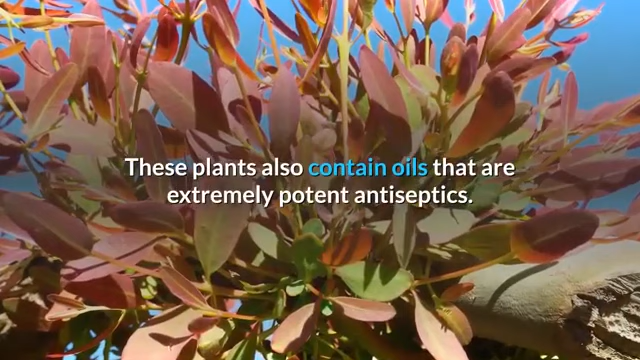 These plants also contain oils that are
extremely potent antiseptics.